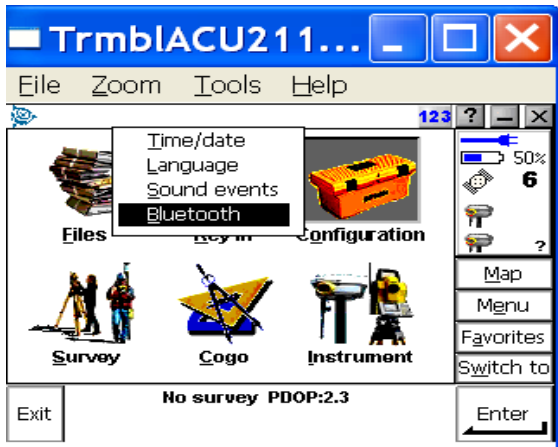 TrmblACU211...
File Zoom Tools Help
123 ?
Time/date
Language
Sound events
Bluetooth
50%
6
?
Files Key in Configuration
Map
Menu
Favorites
Switch to
Survey Cogo Instrument
No survey PDOP:2.3
Exit
Enter